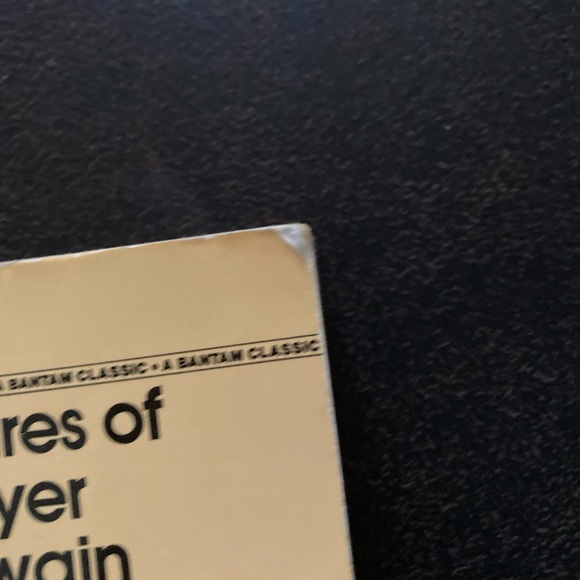 A BANTAM CLASSIC • A BANTAM CLASSIC
res of
yer
wain